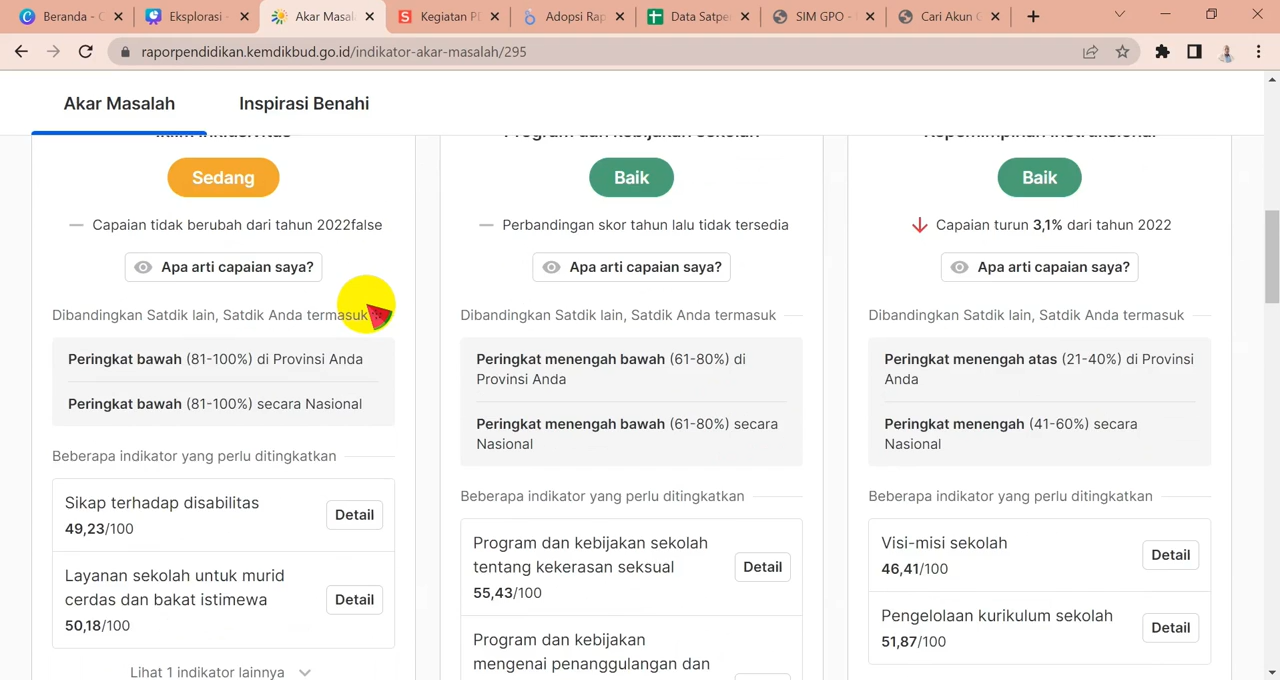 Beranda - C
Eksplorasi -
Akar Masal
Kegiatan Pl
Adopsi Rap
Data Satpe
SIM GPO -
Cari Akun
raporpendidikan.kemdikbud.go.id/indikator-akar-masalah/295
Akar Masalah
Inspirasi Benahi
Iklim Inklusivitas
Sedang
Capaian tidak berubah dari tahun 2022false
Apa arti capaian saya?
Dibandingkan Satdik lain, Satdik Anda termasuk
Peringkat bawah (81-100%) di Provinsi Anda
Peringkat bawah (81-100%) secara Nasional
Beberapa indikator yang perlu ditingkatkan
Sikap terhadap disabilitas
49,23/100
Detail
Layanan sekolah untuk murid
cerdas dan bakat istimewa
50,18/100
Detail
Lihat 1 indikator lainnya
Program dan kebijakan sekolah
Baik
Perbandingan skor tahun lalu tidak tersedia
Apa arti capaian saya?
Dibandingkan Satdik lain, Satdik Anda termasuk
Peringkat menengah bawah (61-80%) di
Provinsi Anda
Peringkat menengah bawah (61-80%) secara
Nasional
Beberapa indikator yang perlu ditingkatkan
Program dan kebijakan sekolah
tentang kekerasan seksual
55,43/100
Detail
Program dan kebijakan
mengenai penanggulangan dan
Kepemimpinan instruksional
Baik
Capaian turun 3,1% dari tahun 2022
Apa arti capaian saya?
Dibandingkan Satdik lain, Satdik Anda termasuk
Peringkat menengah atas (21-40%) di Provinsi
Anda
Peringkat menengah (41-60%) secara
Nasional
Beberapa indikator yang perlu ditingkatkan
Visi-misi sekolah
46,41/100
Detail
Pengelolaan kurikulum sekolah
51,87/100
Detail